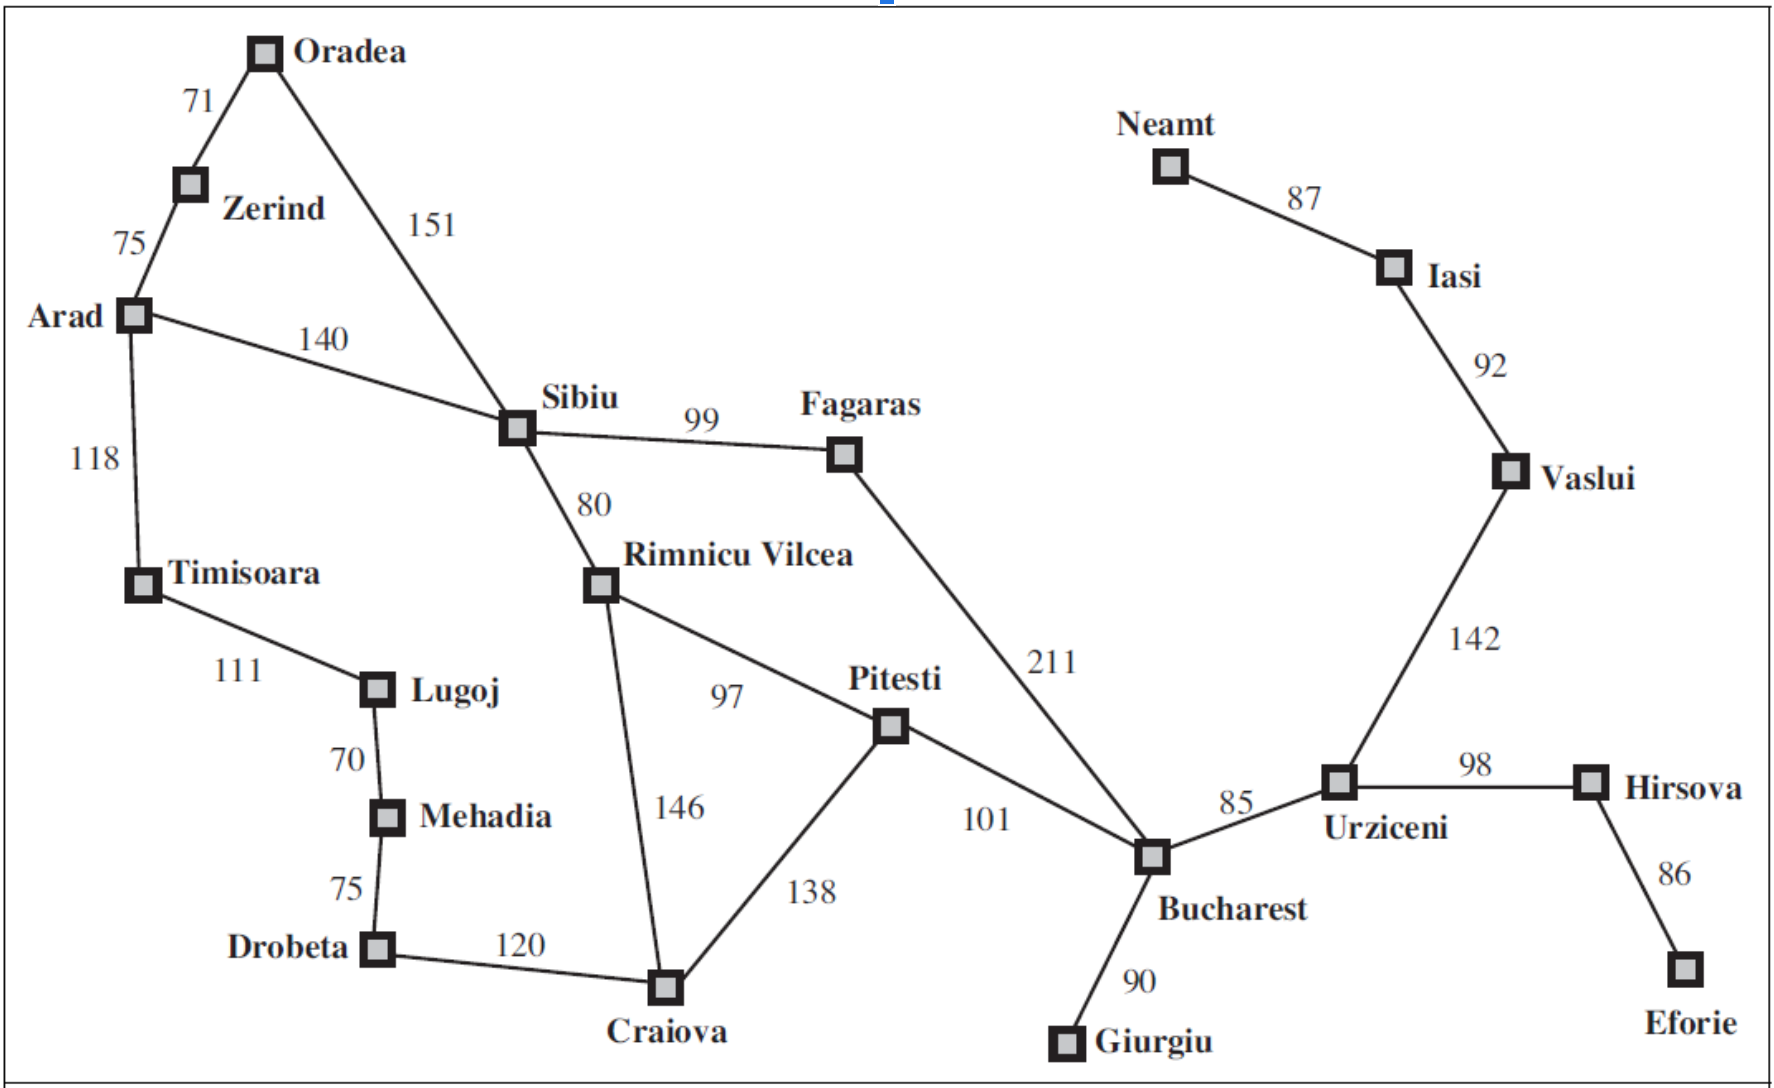 Oradea
71
Neamt
87
Zerind
151
75
Iasi
Arad
140
92
Sibiu
99
Fagaras
118
Vaslui
80
Timisoara
Rimnicu Vilcea
142
211
111
Lugoj
97
Pitesti
70
98
Hirsova
Mehadia
146
101
85
Urziceni
86
75
138
Bucharest
Drobeta
120
90
Eforie
Craiova
Giurgiu